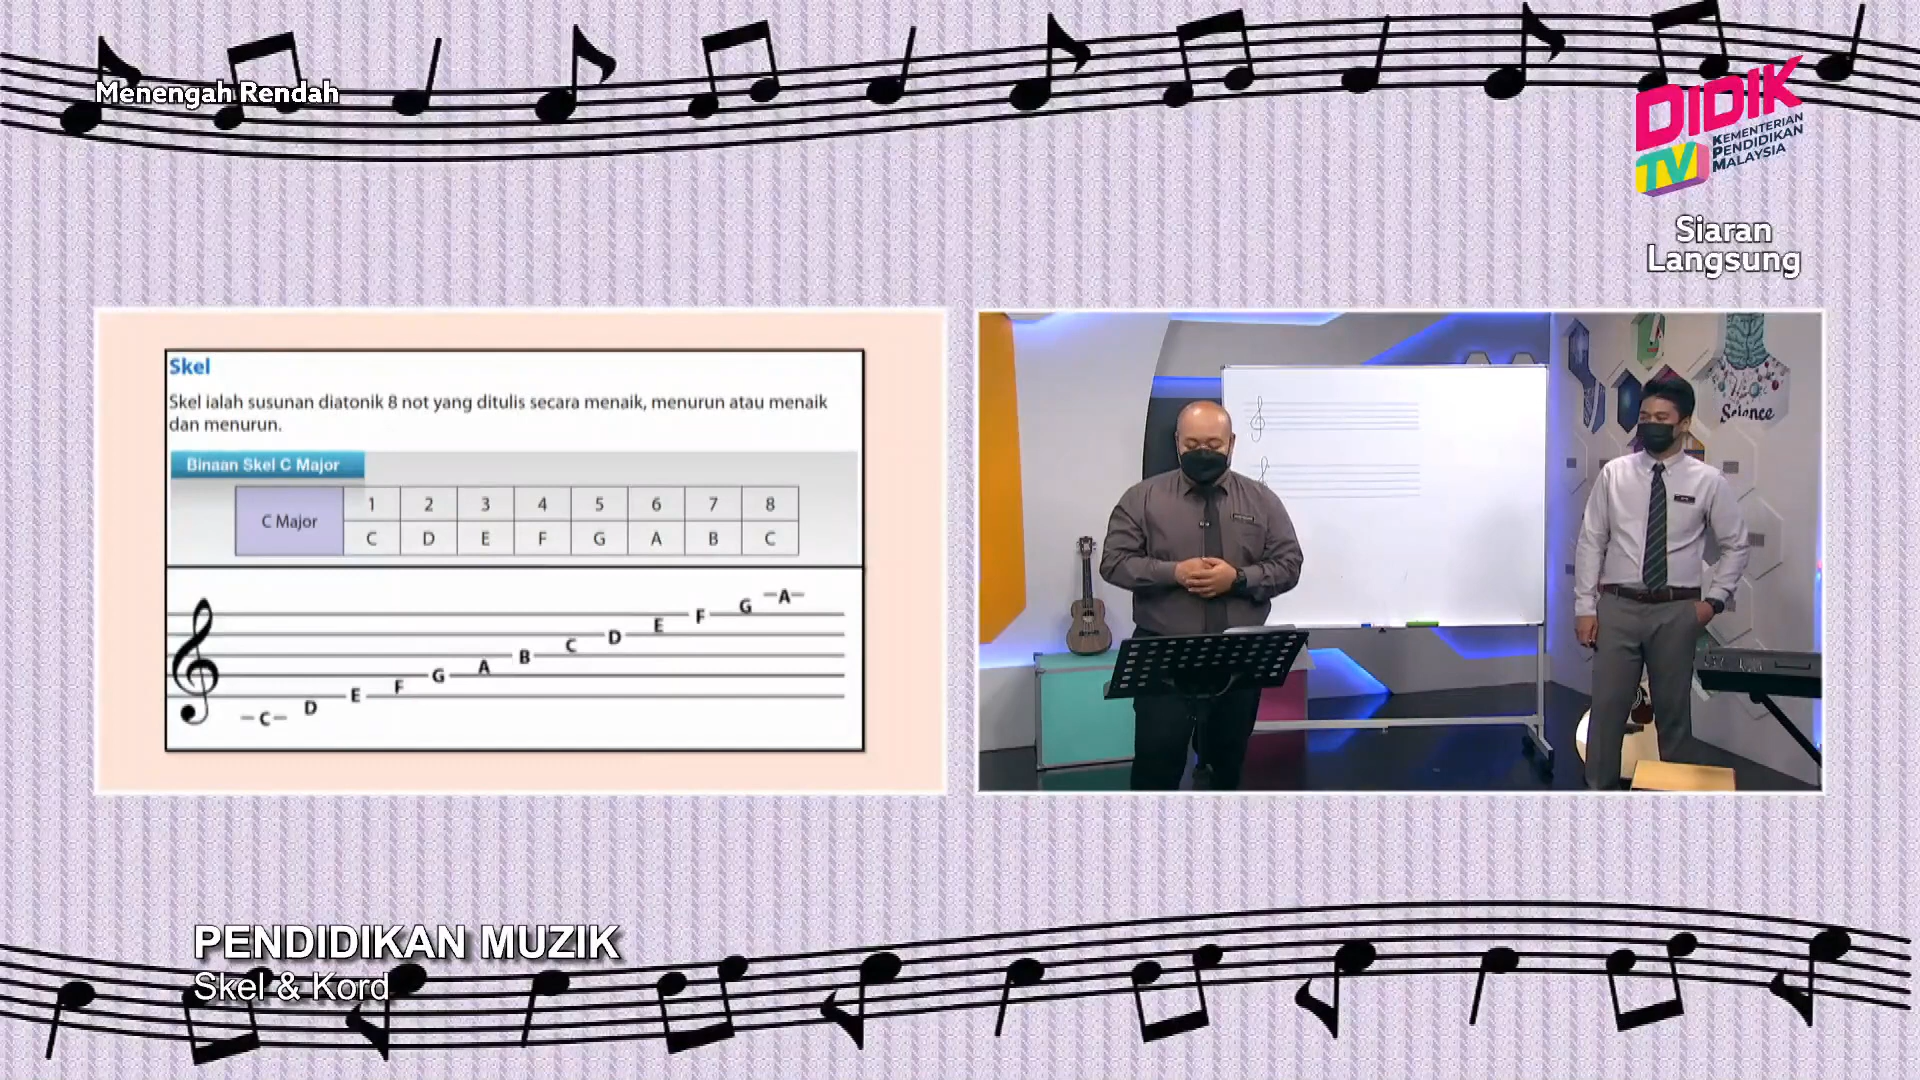 Menengah Rendah
DIDIK
TV
KEMENTERIAN
PENDIDIKAN
MALAYSIA
Siaran
Langsung
Skel
Skel ialah susunan diatonik 8 not yang ditulis secara menaik, menurun atau menaik
dan menurun.
Binaan Skel C Major
C Major
1 2 3 4 5 6 7 8
C D E F G A B C
C D E F G A B C D E F G A
Science
PENDIDIKAN MUZIK
Skel & Kord